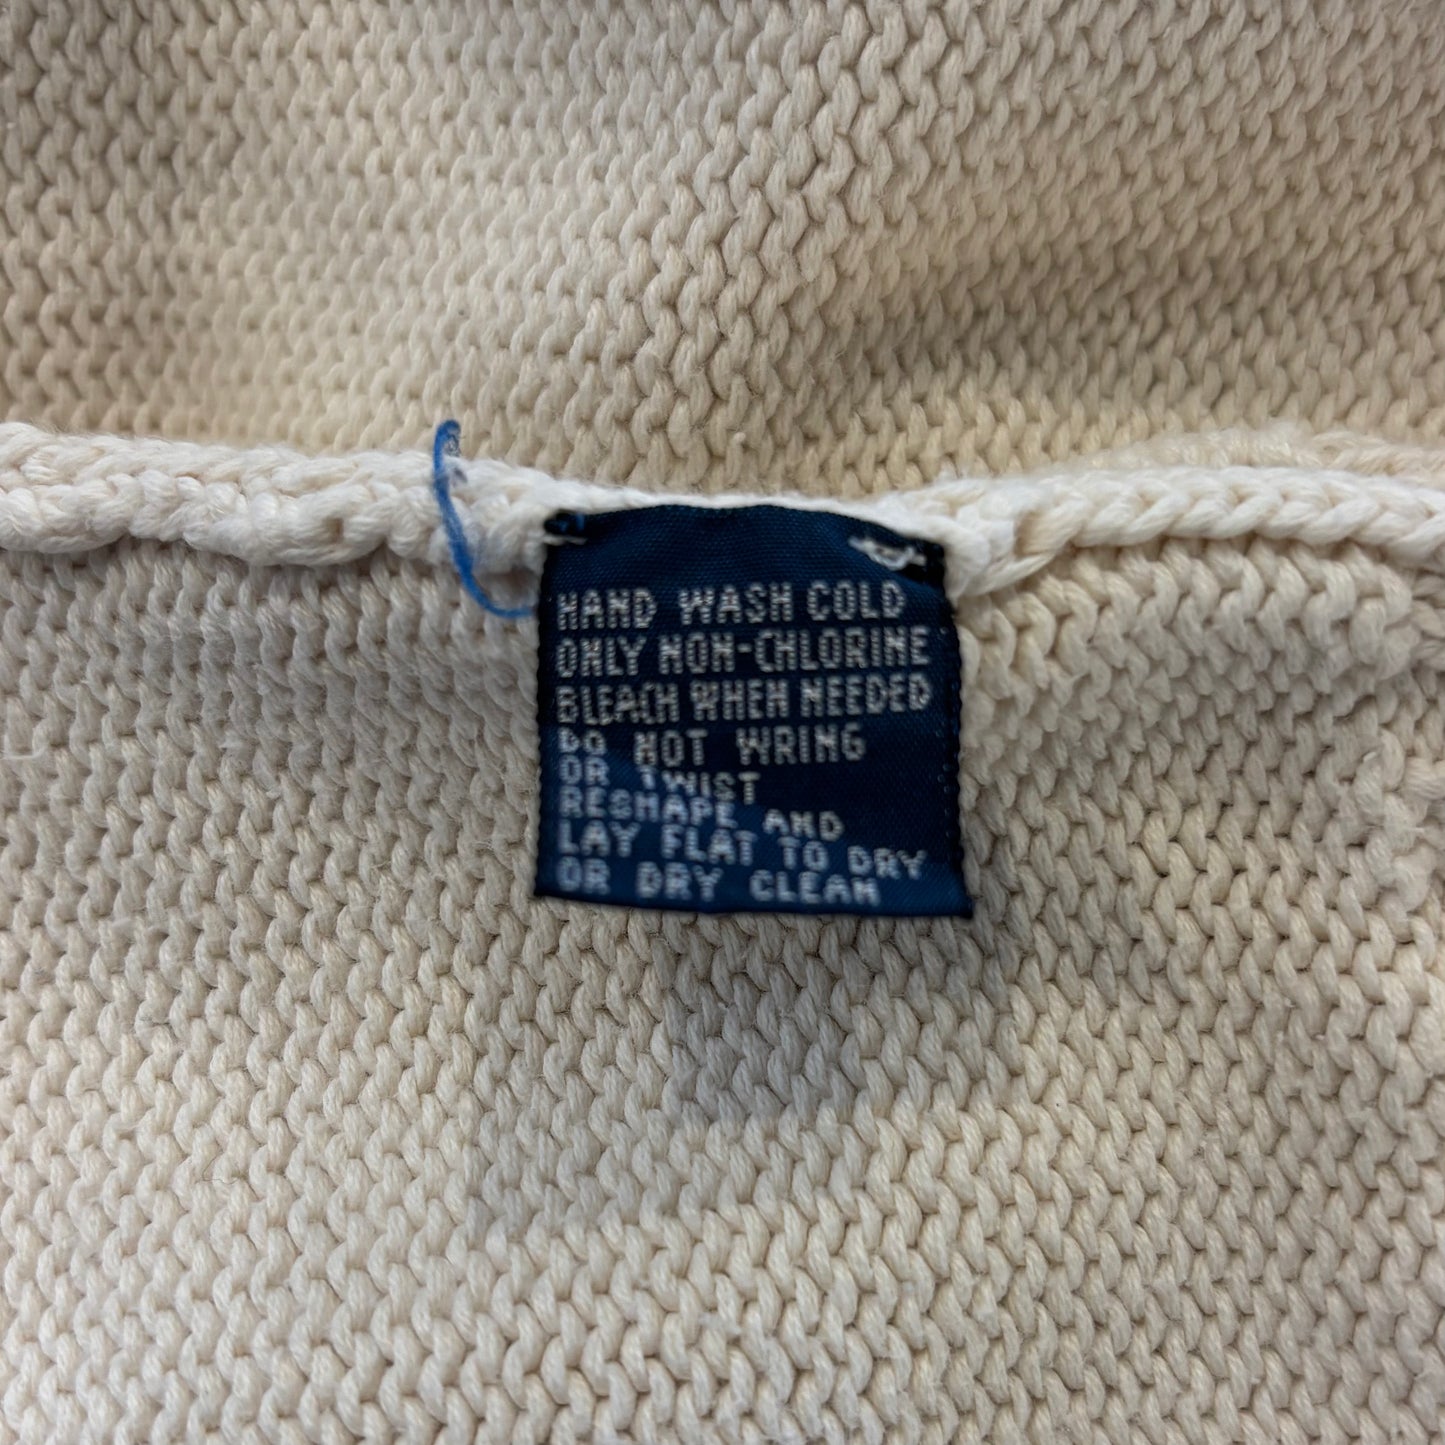 HAND WASH COLD
ONLY NON-CHLORINE
BLEACH WHEN NEEDED
DO NOT WRING
OR TWIST
RESHAPE AND
LAY FLAT TO DRY
OR DRY CLEAN